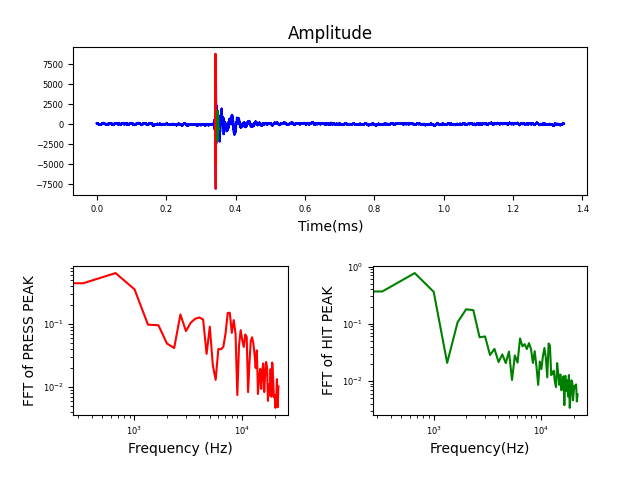 Amplitude
7500
5000
2500
0
−2500
−5000
−7500
0.0 0.2 0.4 0.6 0.8 1.0 1.2 1.4
Time(ms)
FFT of PRESS PEAK
10⁻¹
10⁻²
10³ 10⁴
Frequency (Hz)
FFT of HIT PEAK
10⁰
10⁻¹
10⁻²
10³ 10⁴
Frequency(Hz)